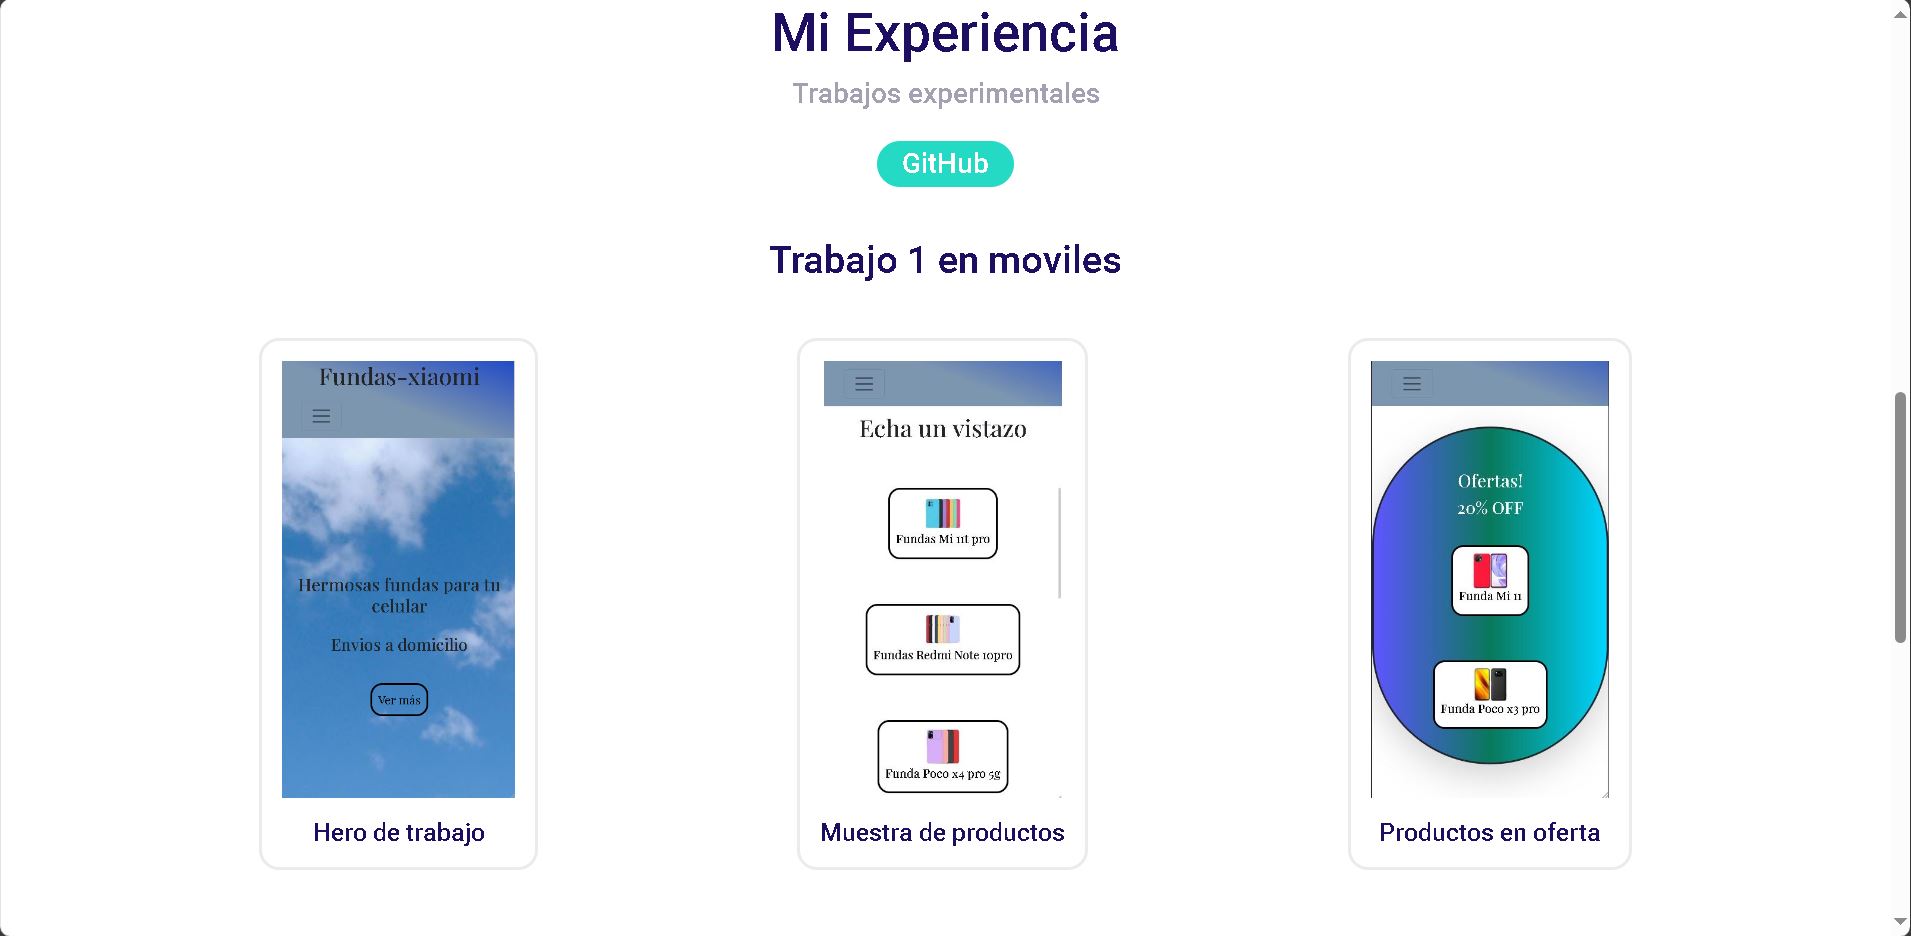 Mi Experiencia
Trabajos experimentales
GitHub
Trabajo 1 en moviles
Fundas-xiaomi
Hermosas fundas para tu
celular
Envios a domicilio
Ver más
Hero de trabajo
Echa un vistazo
Fundas Mi 11t pro
Fundas Redmi Note 10pro
Funda Poco x4 pro 5g
Muestra de productos
Ofertas!
20% OFF
Funda Mi 11
Funda Poco x3 pro
Productos en oferta